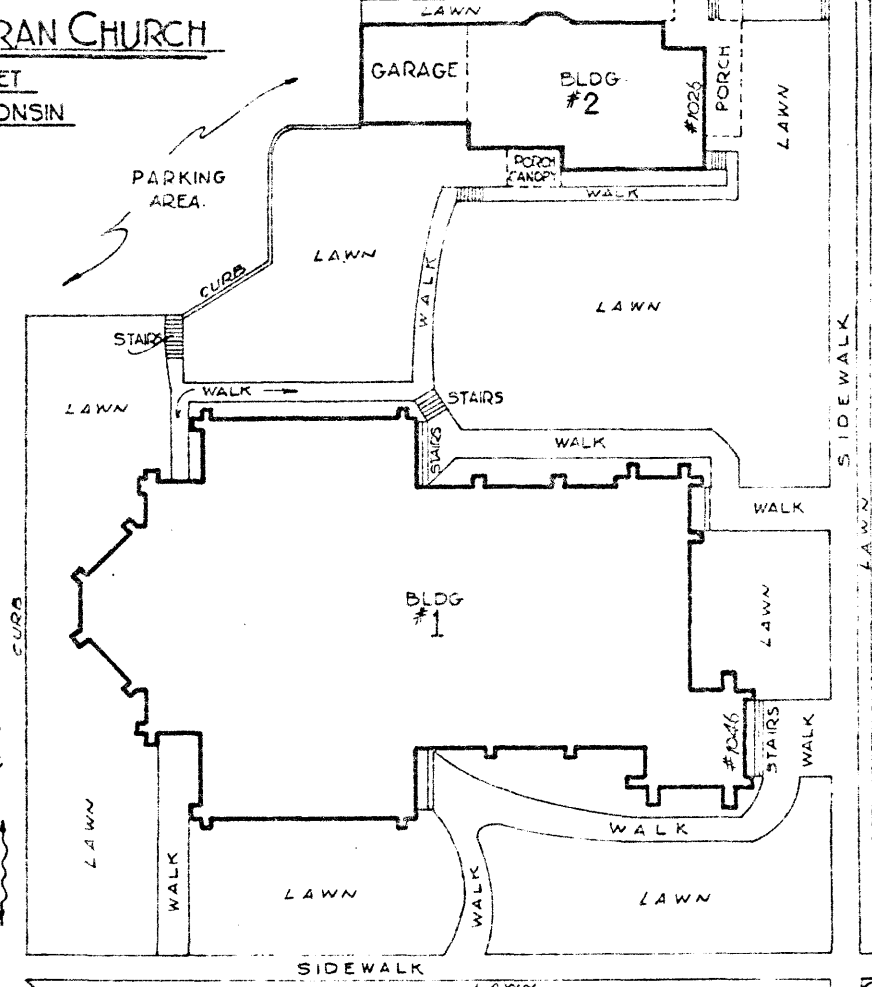 LAWN
RAN CHURCH
ET
ONSIN
GARAGE
BLDG
#2
#1026
PORCH
LAWN
PARKING
AREA.
PORCH
CANOPY
WALK
LAWN
CURB
WALK
LAWN
SIDEWALK
STAIRS
LAWN
WALK
STAIRS
STAIRS
WALK
WALK
LAWN
BLDG
#1
LAWN
CURB
#1046
STAIRS
WALK
LAWN
WALK
WALK
LAWN
WALK
LAWN
SIDEWALK
LAWN